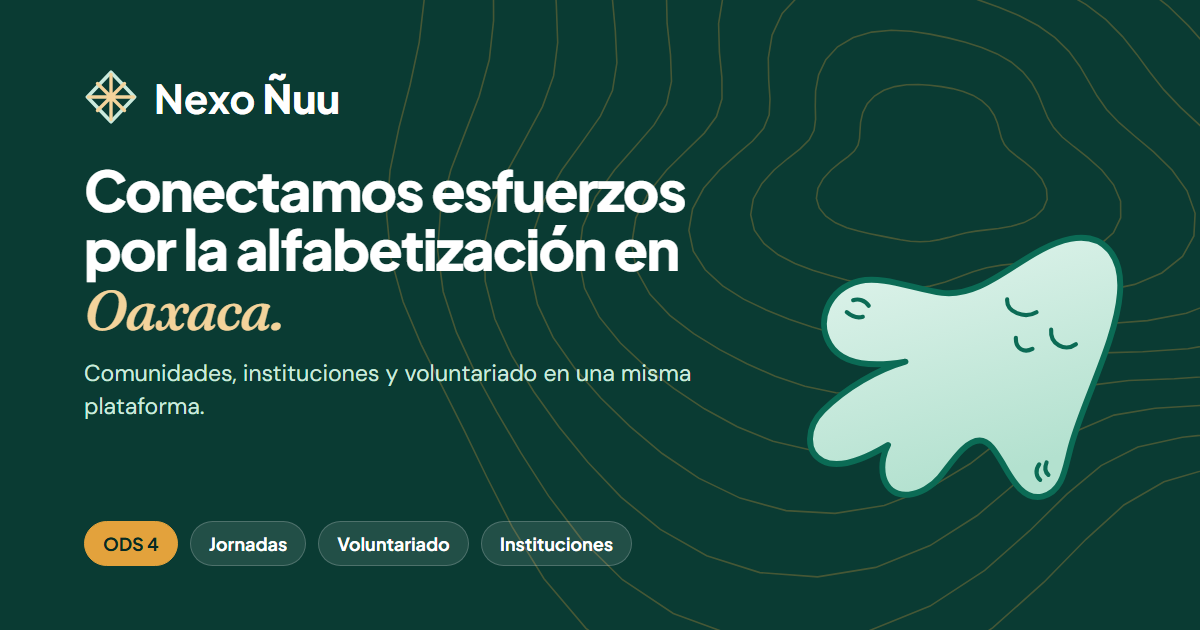 Nexo Ñuu
Conectamos esfuerzos
por la alfabetización en
Oaxaca.
Comunidades, instituciones y voluntariado en una misma
plataforma.
ODS 4
Jornadas
Voluntariado
Instituciones